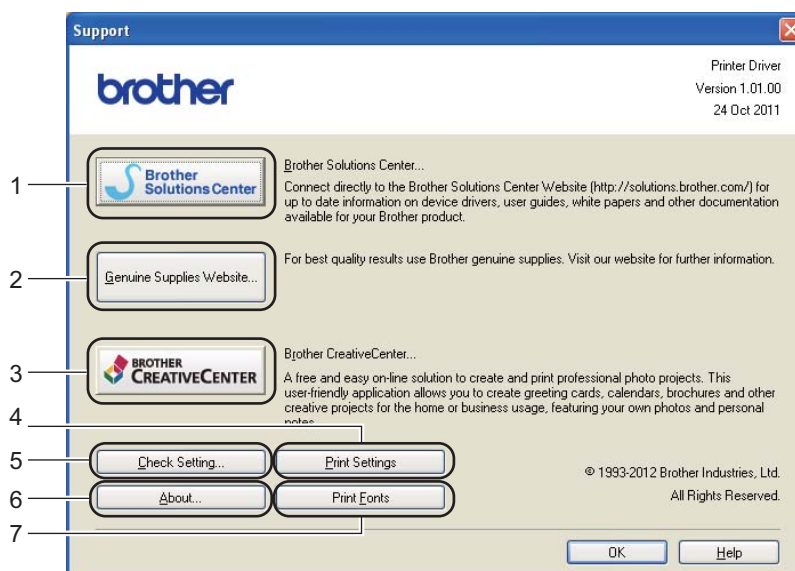 Support
brother
Printer Driver
Version 1.01.00
24 Oct 2011
1
Brother
Solutions Center
Brother Solutions Center...
Connect directly to the Brother Solutions Center Website (http://solutions.brother.com/) for
up to date information on device drivers, user guides, white papers and other documentation
available for your Brother product.
2
Genuine Supplies Website...
For best quality results use Brother genuine supplies. Visit our website for further information.
3
BROTHER
CREATIVECENTER
Brother CreativeCenter...
A free and easy on-line solution to create and print professional photo projects. This
user-friendly application allows you to create greeting cards, calendars, brochures and other
creative projects for the home or business usage, featuring your own photos and personal
notes.
4
5
Check Setting...
Print Settings
© 1993-2012 Brother Industries, Ltd.
6
About...
Print Fonts
All Rights Reserved.
7
OK
Help